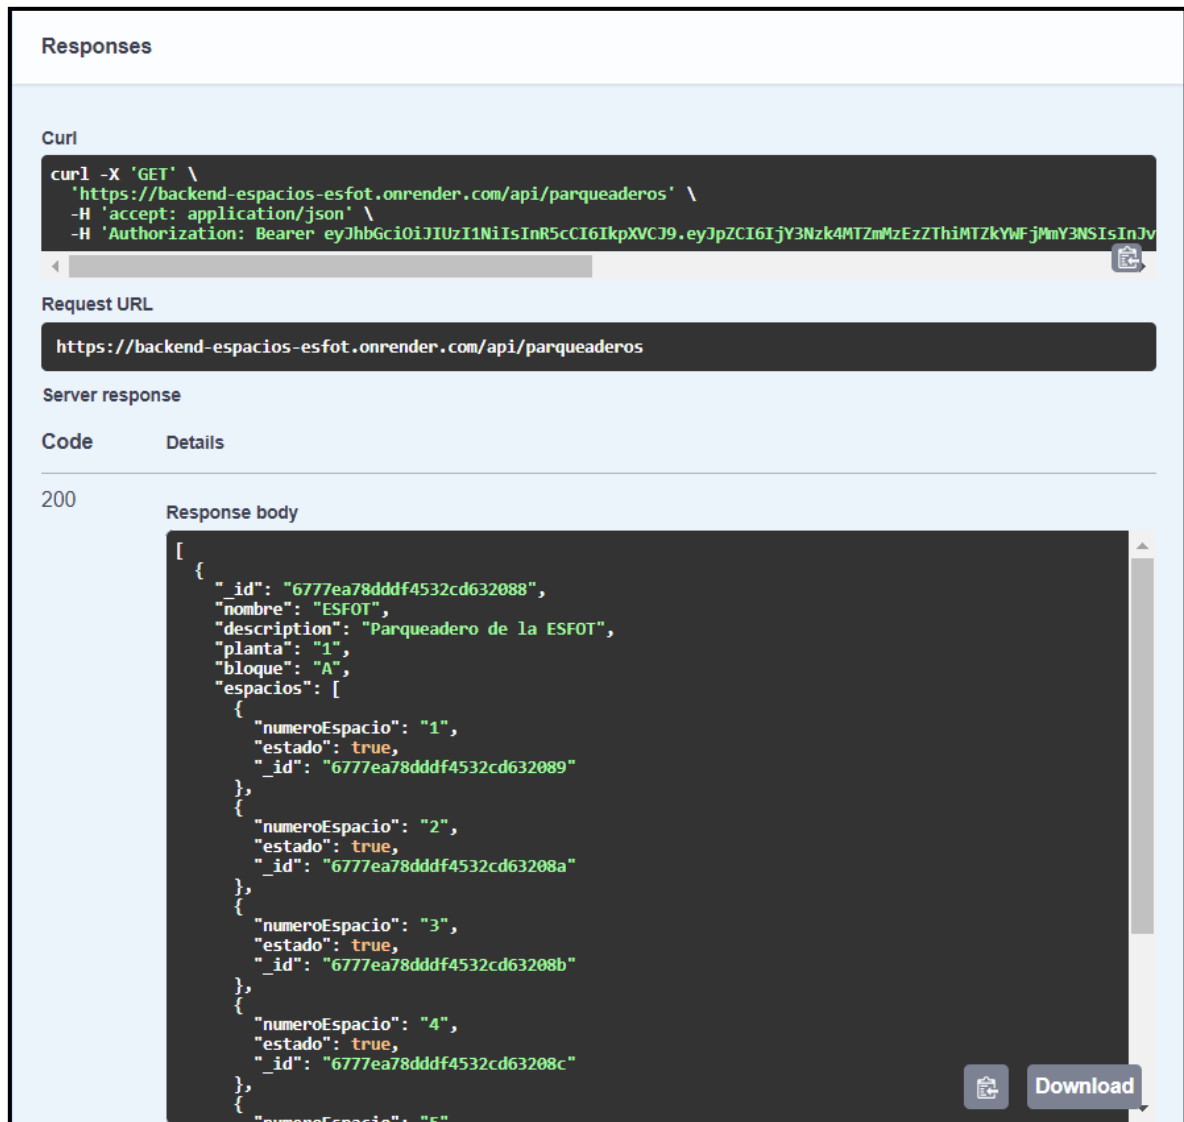 Responses
Curl
curl -X 'GET' \
'https://backend-espacios-esfot.onrender.com/api/parqueaderos' \
-H 'accept: application/json' \
-H 'Authorization: Bearer eyJhbGciOiJIUzI1NiIsInR5cCI6IkpXVCJ9.eyJpZCI6IjY3Nzk4MTZmMzEzZThiMTZkYWFjMmY3NSIsInJv
Request URL
https://backend-espacios-esfot.onrender.com/api/parqueaderos
Server response
Code Details
200
Response body
[
{
"_id": "6777ea78dddf4532cd632088",
"nombre": "ESFOT",
"description": "Parqueadero de la ESFOT",
"planta": "1",
"bloque": "A",
"espacios": [
{
"numeroEspacio": "1",
"estado": true,
"_id": "6777ea78dddf4532cd632089"
},
{
"numeroEspacio": "2",
"estado": true,
"_id": "6777ea78dddf4532cd63208a"
},
{
"numeroEspacio": "3",
"estado": true,
"_id": "6777ea78dddf4532cd63208b"
},
{
"numeroEspacio": "4",
"estado": true,
"_id": "6777ea78dddf4532cd63208c"
},
{
"numeroEspacio": "5"
Download